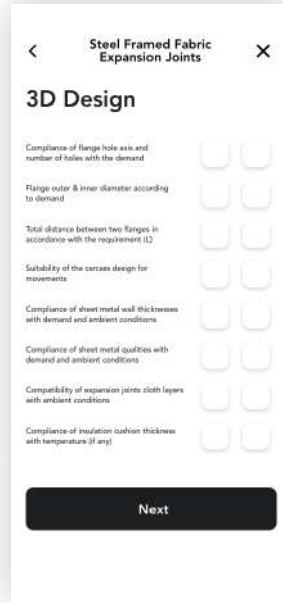 Steel Framed Fabric
Expansion Joints
3D Design
Compliance of flange hole axis and
number of holes with the demand
Flange outer & inner diameter according
to demand
Total distance between two flanges in
accordance with the requirement (L)
Suitability of the carcass design for
movements
Compliance of sheet metal wall thicknesses
with demand and ambient conditions
Compliance of sheet metal qualities with
demand and ambient conditions
Compatibility of expansion joints cloth layers
with ambient conditions
Compliance of insulation cushion thickness
with temperature (if any)
Next